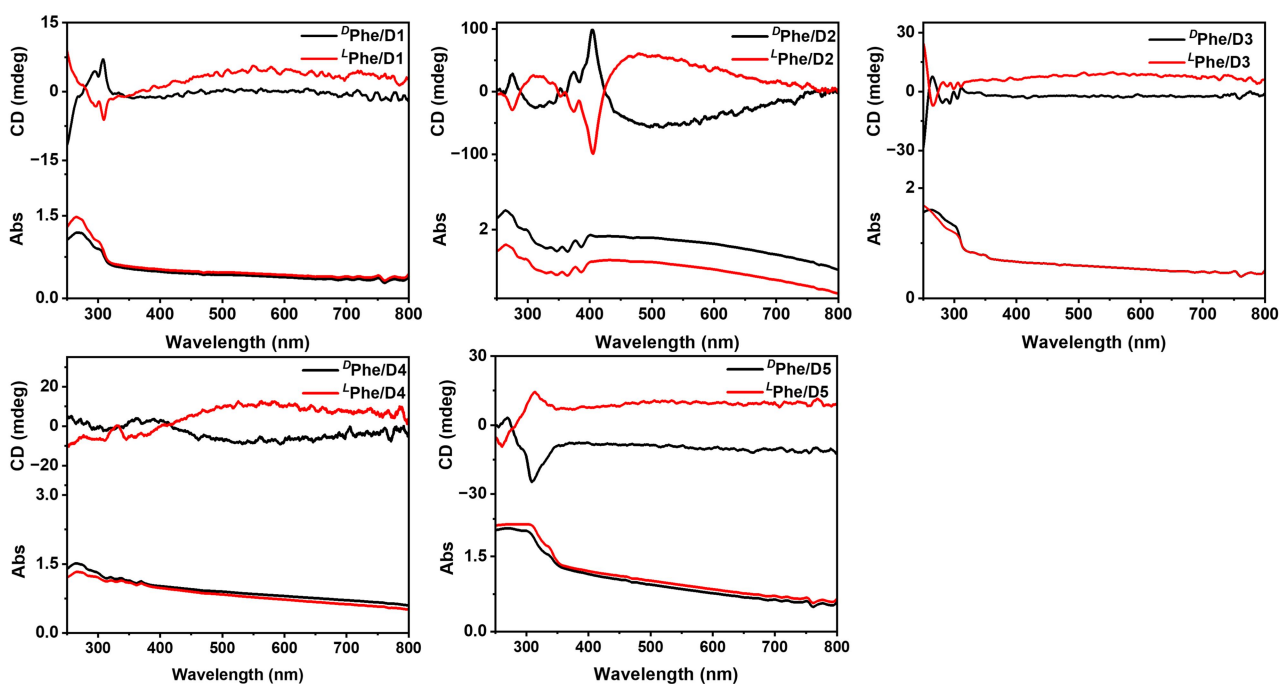 15
0
−15
1.5
0.0
CD (mdeg)
Abs
ᴰPhe/D1
ᴸPhe/D1
300 400 500 600 700 800
Wavelength (nm)
100
0
−100
2
CD (mdeg)
Abs
ᴰPhe/D2
ᴸPhe/D2
300 400 500 600 700 800
Wavelength (nm)
30
0
−30
2
0
CD (mdeg)
Abs
ᴰPhe/D3
ᴸPhe/D3
300 400 500 600 700 800
Wavelength (nm)
20
0
−20
3.0
1.5
0.0
CD (mdeg)
Abs
ᴰPhe/D4
ᴸPhe/D4
300 400 500 600 700 800
Wavelength (nm)
30
0
−30
1.5
0.0
CD (mdeg)
Abs
ᴰPhe/D5
ᴸPhe/D5
300 400 500 600 700 800
Wavelength (nm)